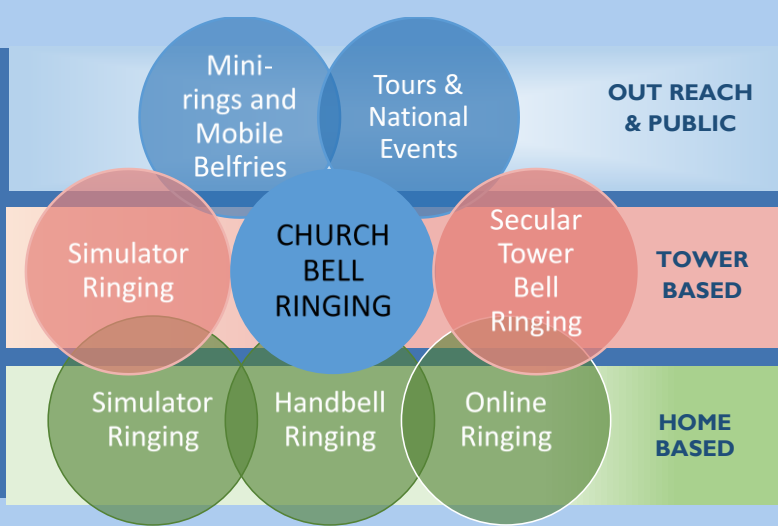 Mini-
rings and
Mobile
Belfries
Tours &
National
Events
OUT REACH
& PUBLIC
Simulator
Ringing
CHURCH
BELL
RINGING
Secular
Tower
Bell
Ringing
TOWER
BASED
Simulator
Ringing
Handbell
Ringing
Online
Ringing
HOME
BASED